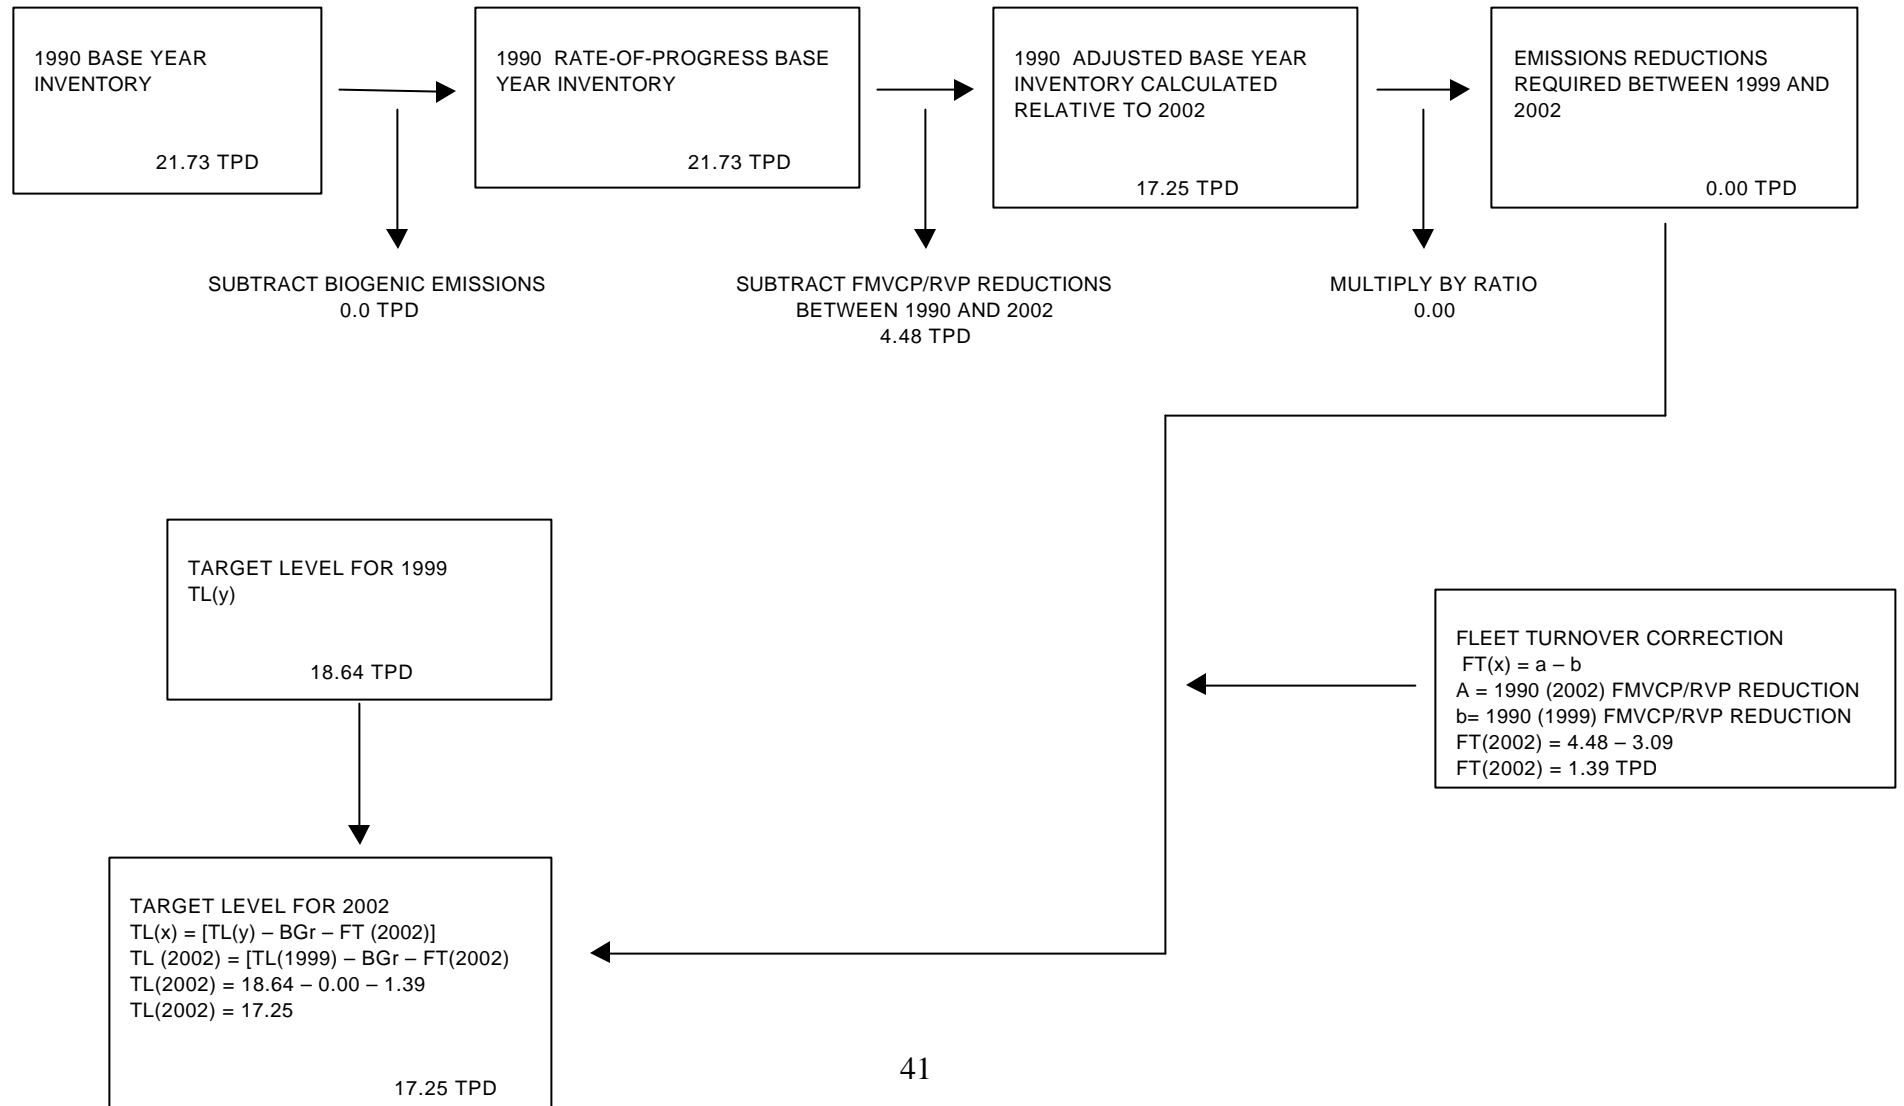 1990 BASE YEAR
INVENTORY
21.73 TPD
1990 RATE-OF-PROGRESS BASE
YEAR INVENTORY
21.73 TPD
1990 ADJUSTED BASE YEAR
INVENTORY CALCULATED
RELATIVE TO 2002
17.25 TPD
EMISSIONS REDUCTIONS
REQUIRED BETWEEN 1999 AND
2002
0.00 TPD
SUBTRACT BIOGENIC EMISSIONS
0.0 TPD
SUBTRACT FMVCP/RVP REDUCTIONS
BETWEEN 1990 AND 2002
4.48 TPD
MULTIPLY BY RATIO
0.00
TARGET LEVEL FOR 1999
TL(y)
18.64 TPD
FLEET TURNOVER CORRECTION
FT(x) = a – b
A = 1990 (2002) FMVCP/RVP REDUCTION
b= 1990 (1999) FMVCP/RVP REDUCTION
FT(2002) = 4.48 – 3.09
FT(2002) = 1.39 TPD
TARGET LEVEL FOR 2002
TL(x) = [TL(y) – BGr – FT (2002)]
TL (2002) = [TL(1999) – BGr – FT(2002)
TL(2002) = 18.64 – 0.00 – 1.39
TL(2002) = 17.25
17.25 TPD
41